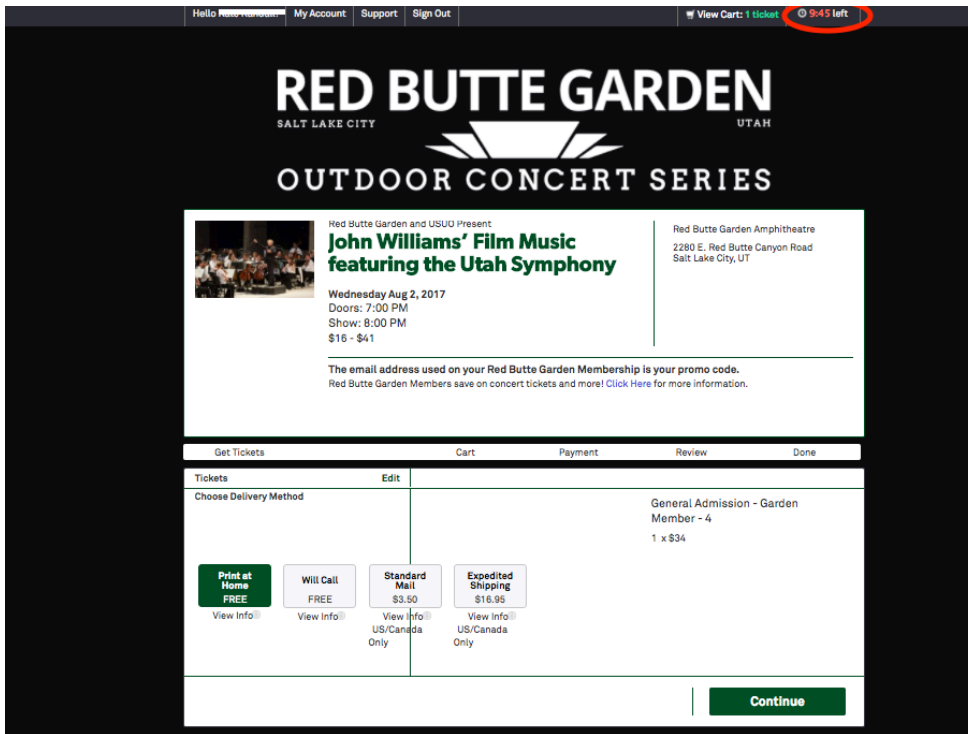 Hello
My Account
Support
Sign Out
View Cart: 1 ticket
9:45 left
RED BUTTE GARDEN
SALT LAKE CITY
UTAH
OUTDOOR CONCERT SERIES
Red Butte Garden and USUO Present
John Williams' Film Music
featuring the Utah Symphony
Wednesday Aug 2, 2017
Doors: 7:00 PM
Show: 8:00 PM
$16 - $41
Red Butte Garden Amphitheatre
2280 E. Red Butte Canyon Road
Salt Lake City, UT
The email address used on your Red Butte Garden Membership is your promo code.
Red Butte Garden Members save on concert tickets and more! Click Here for more information.
Get Tickets
Cart
Payment
Review
Done
Tickets
Edit
Choose Delivery Method
General Admission - Garden
Member - 4
1 x $34
Print at
Home
FREE
View Info
Will Call
FREE
View Info
Standard
Mail
$3.50
View Info
US/Canada
Only
Expedited
Shipping
$16.95
View Info
US/Canada
Only
Continue